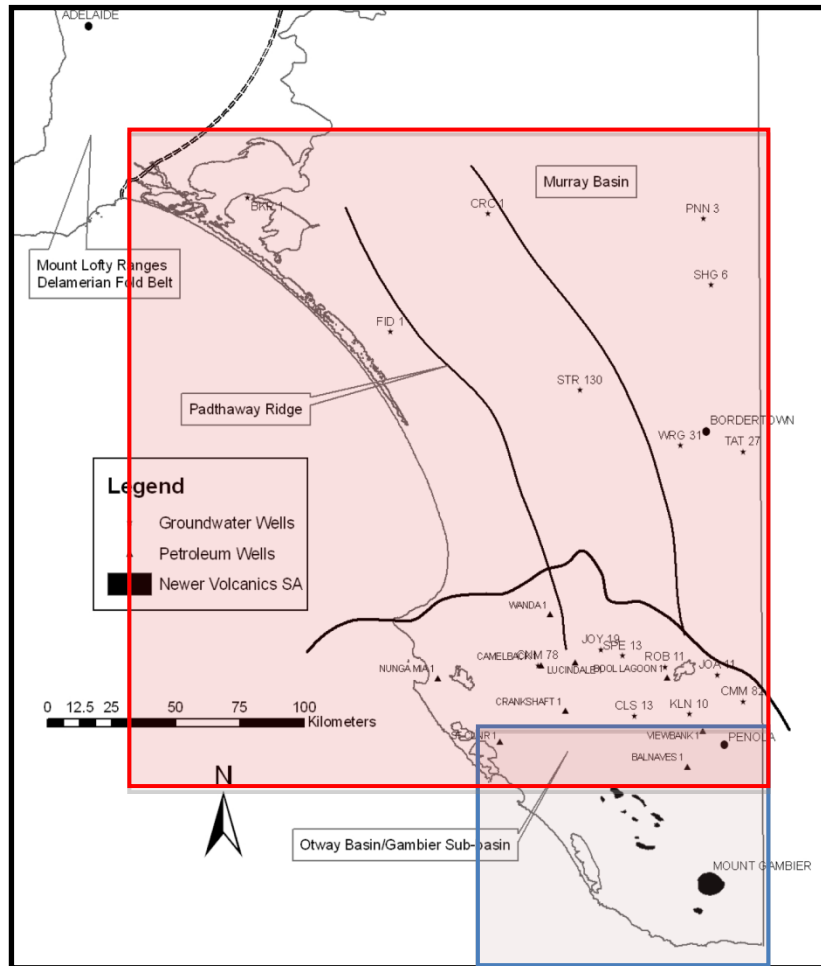 ADELAIDE
Murray Basin
BKR 1
CRC 1
PNN 3
Mount Lofty Ranges
Delamerian Fold Belt
SHG 6
FID 1
STR 130
Padthaway Ridge
BORDERTOWN
WRG 31
TAT 27
Legend
Groundwater Wells
Petroleum Wells
Newer Volcanics SA
WANDA 1
JOY 19
SPE 13
CAMELBACK 1
CNM 78
LUCINDALE 1
BOOL LAGOON 1
ROB 11
JOA 11
NUNGA MIA 1
CMM 82
CRANKSHAFT 1
CLS 13
KLN 10
0 12.5 25 50 75 100
Kilometers
VIEWBANK 1
PENOLA
BALNAVES 1
N
Otway Basin/Gambier Sub-basin
MOUNT GAMBIER